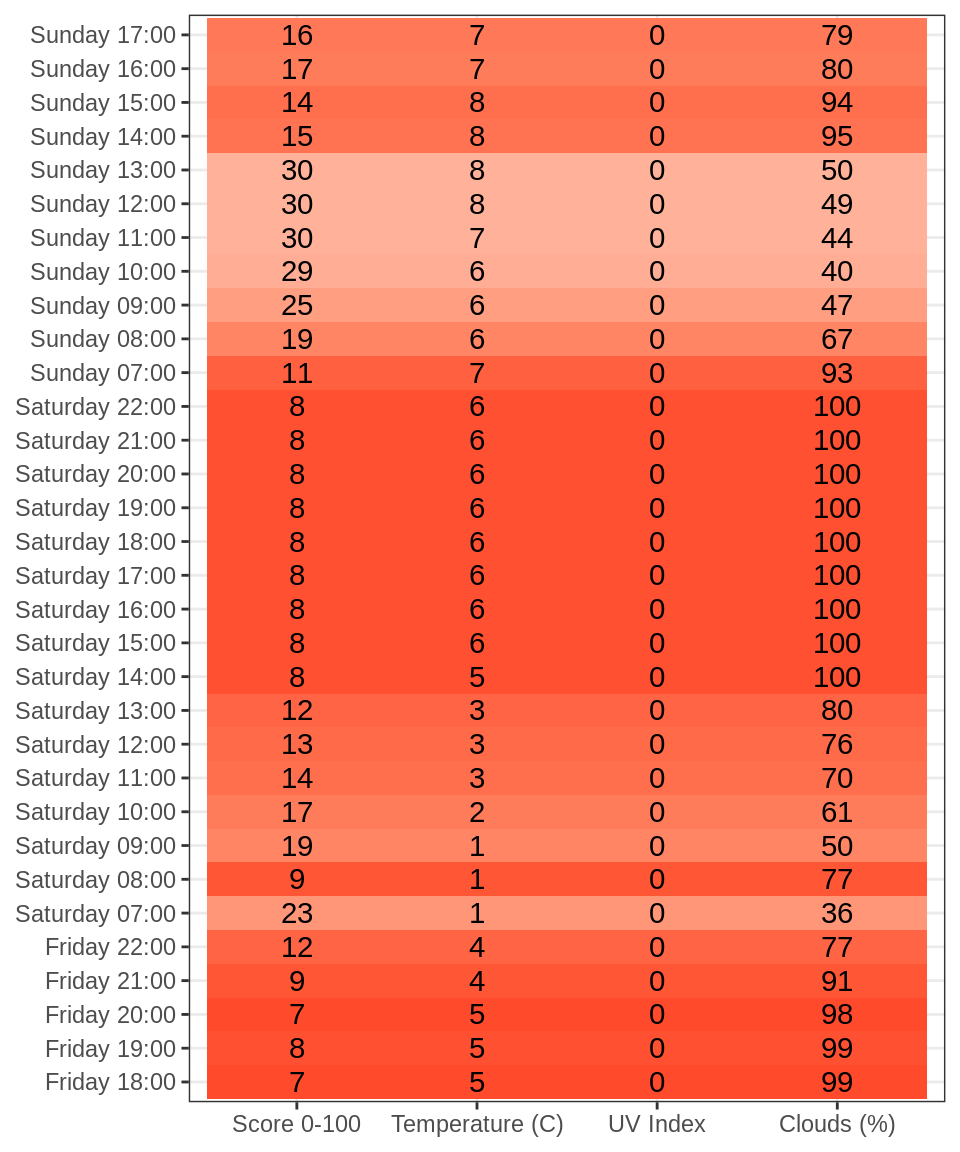 Sunday 17:00 16 7 0 79
Sunday 16:00 17 7 0 80
Sunday 15:00 14 8 0 94
Sunday 14:00 15 8 0 95
Sunday 13:00 30 8 0 50
Sunday 12:00 30 8 0 49
Sunday 11:00 30 7 0 44
Sunday 10:00 29 6 0 40
Sunday 09:00 25 6 0 47
Sunday 08:00 19 6 0 67
Sunday 07:00 11 7 0 93
Saturday 22:00 8 6 0 100
Saturday 21:00 8 6 0 100
Saturday 20:00 8 6 0 100
Saturday 19:00 8 6 0 100
Saturday 18:00 8 6 0 100
Saturday 17:00 8 6 0 100
Saturday 16:00 8 6 0 100
Saturday 15:00 8 6 0 100
Saturday 14:00 8 5 0 100
Saturday 13:00 12 3 0 80
Saturday 12:00 13 3 0 76
Saturday 11:00 14 3 0 70
Saturday 10:00 17 2 0 61
Saturday 09:00 19 1 0 50
Saturday 08:00 9 1 0 77
Saturday 07:00 23 1 0 36
Friday 22:00 12 4 0 77
Friday 21:00 9 4 0 91
Friday 20:00 7 5 0 98
Friday 19:00 8 5 0 99
Friday 18:00 7 5 0 99
Score 0-100 Temperature (C) UV Index Clouds (%)